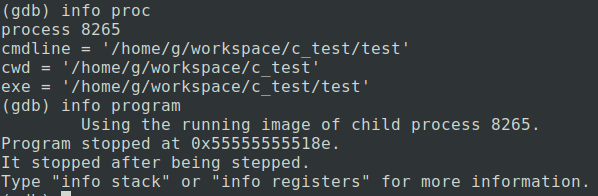 (gdb) info proc
process 8265
cmdline = '/home/g/workspace/c_test/test'
cwd = '/home/g/workspace/c_test'
exe = '/home/g/workspace/c_test/test'
(gdb) info program
        Using the running image of child process 8265.
Program stopped at 0x55555555518e.
It stopped after being stepped.
Type "info stack" or "info registers" for more information.